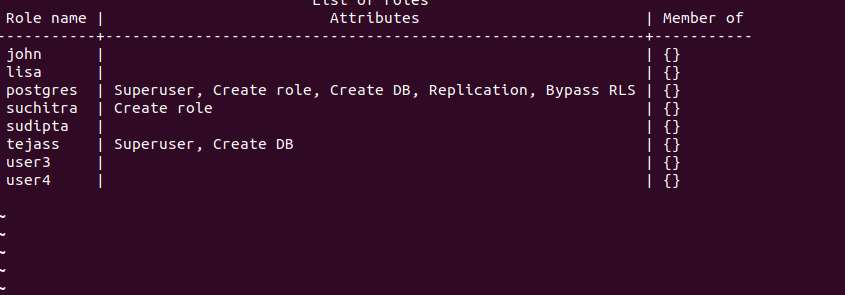 List of roles
Role name | Attributes | Member of
-----------+------------------------------------------------------------+-----------
john | | {}
lisa | | {}
postgres | Superuser, Create role, Create DB, Replication, Bypass RLS | {}
suchitra | Create role | {}
sudipta | | {}
tejass | Superuser, Create DB | {}
user3 | | {}
user4 | | {}
~
~
~
~
~